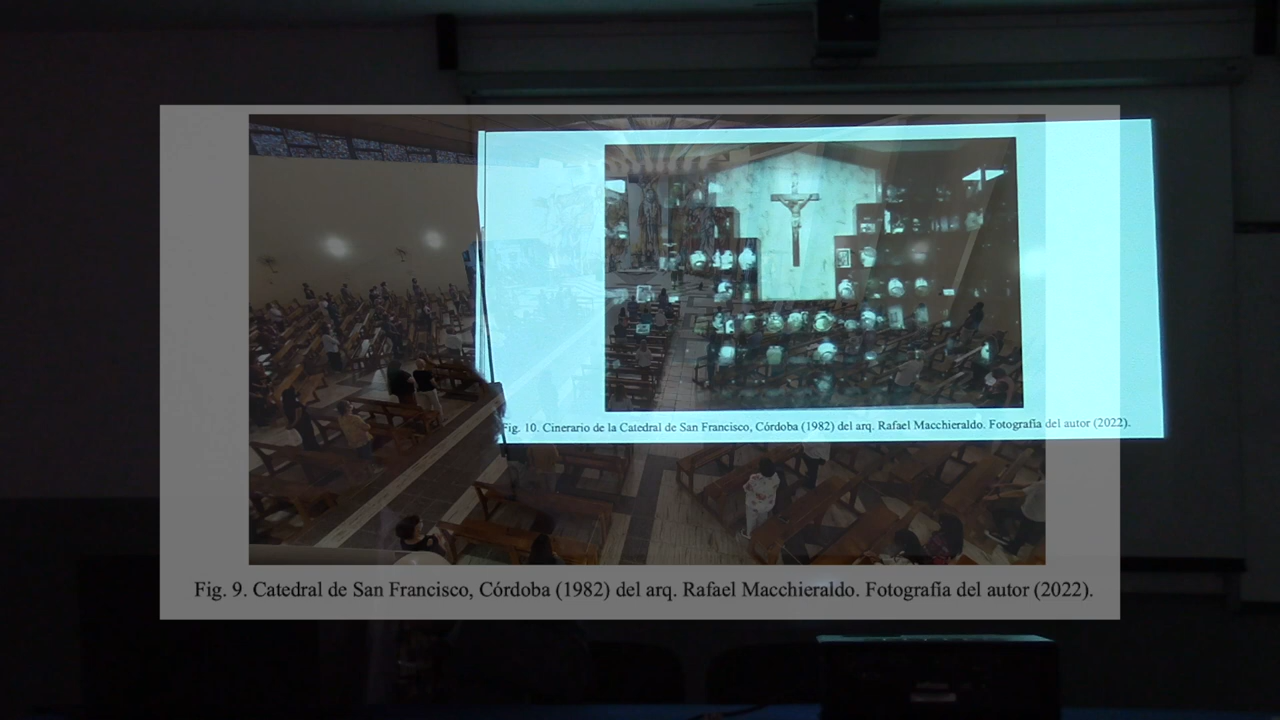 Fig. 10. Cinerario de la Catedral de San Francisco, Córdoba (1982) del arq. Rafael Macchieraldo. Fotografía del autor (2022).
Fig. 9. Catedral de San Francisco, Córdoba (1982) del arq. Rafael Macchieraldo. Fotografía del autor (2022).